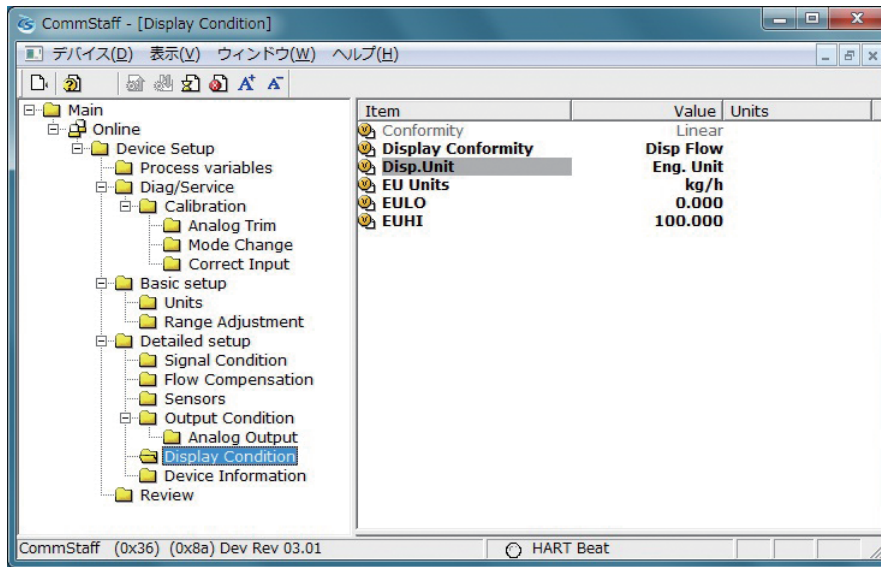 CommStaff - [Display Condition]
デバイス(D) 表示(V) ウィンドウ(W) ヘルプ(H)
Main
Online
Device Setup
Process variables
Diag/Service
Calibration
Analog Trim
Mode Change
Correct Input
Basic setup
Units
Range Adjustment
Detailed setup
Signal Condition
Flow Compensation
Sensors
Output Condition
Analog Output
Display Condition
Device Information
Review
Item Value Units
Conformity Linear
Display Conformity Disp Flow
Disp.Unit Eng. Unit
EU Units kg/h
EULO 0.000
EUHI 100.000
CommStaff (0x36) (0x8a) Dev Rev 03.01 HART Beat